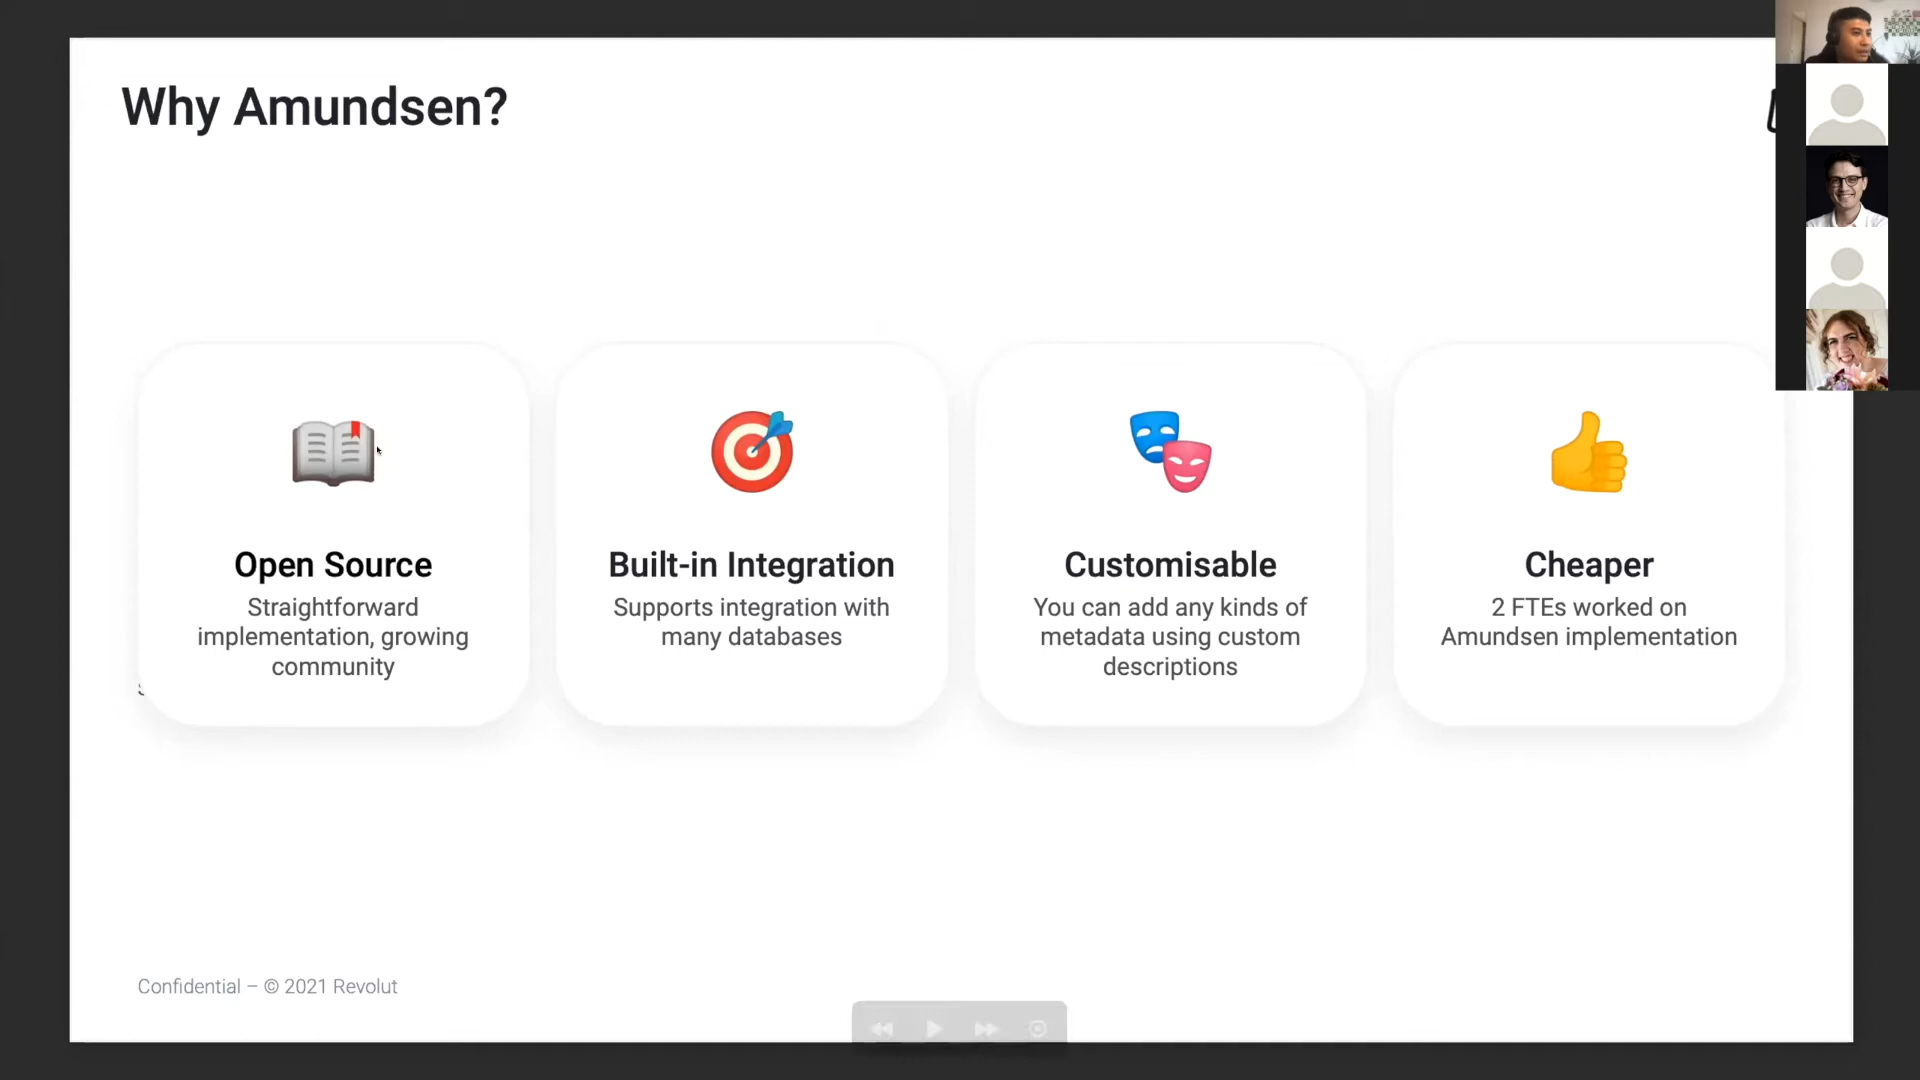 Why Amundsen?
Open Source
Straightforward
implementation, growing
community
Built-in Integration
Supports integration with
many databases
Customisable
You can add any kinds of
metadata using custom
descriptions
Cheaper
2 FTEs worked on
Amundsen implementation
Confidential – © 2021 Revolut